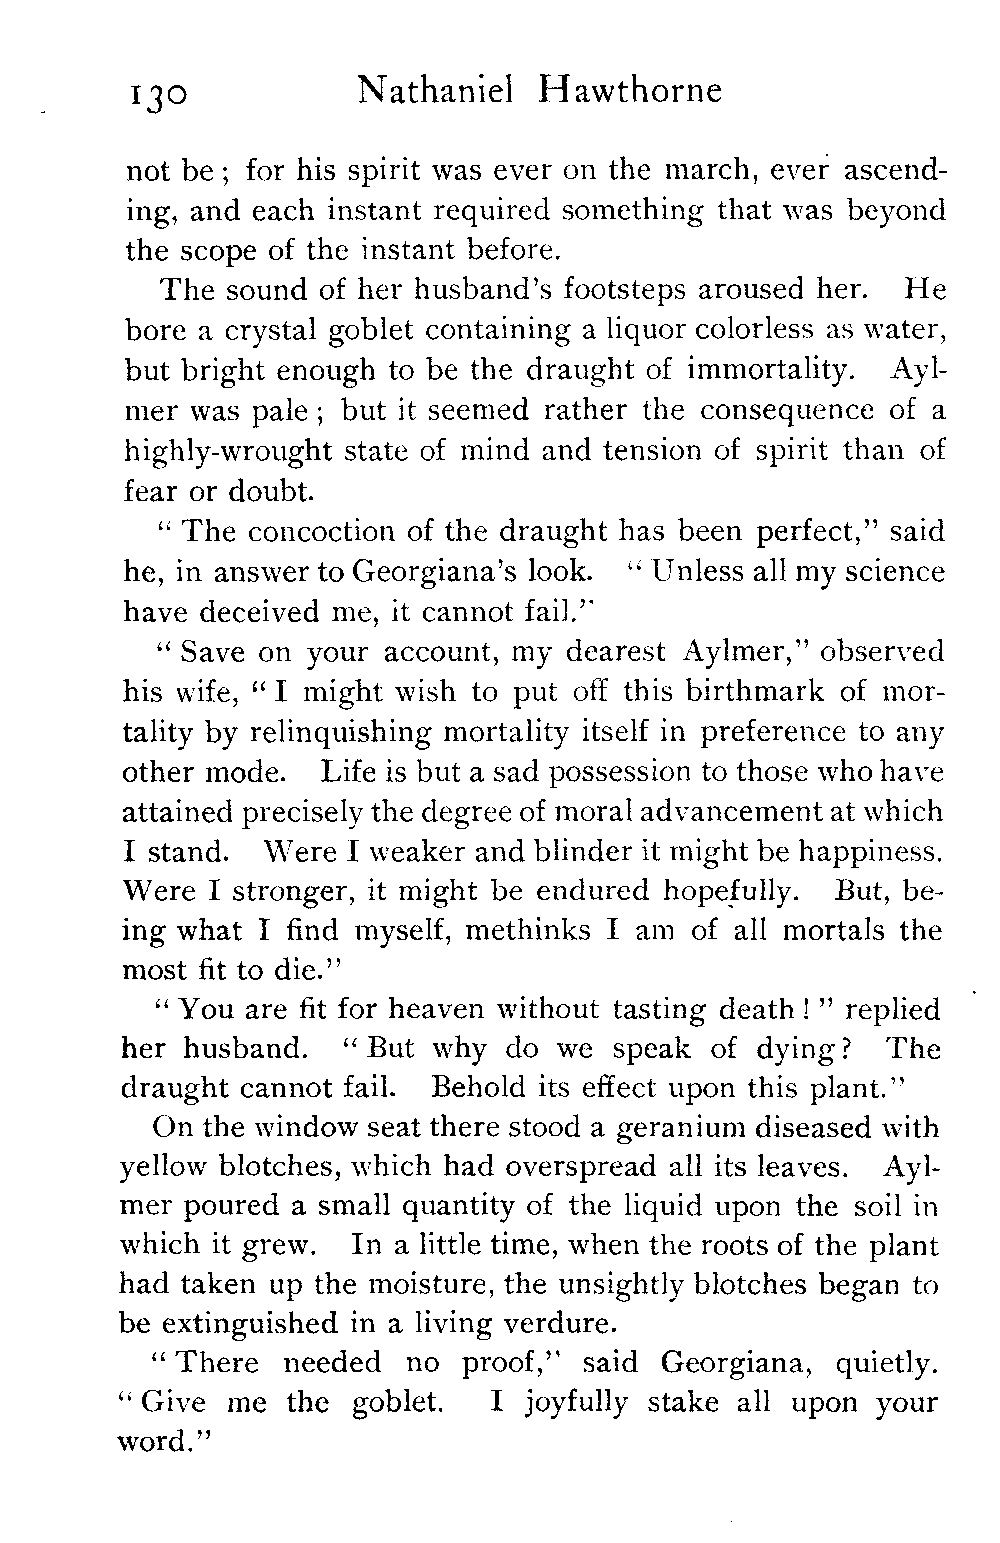 130 Nathaniel Hawthorne
not be ; for his spirit was ever on the march, ever ascend-
ing, and each instant required something that was beyond
the scope of the instant before.
The sound of her husband's footsteps aroused her. He
bore a crystal goblet containing a liquor colorless as water,
but bright enough to be the draught of immortality. Ayl-
mer was pale ; but it seemed rather the consequence of a
highly-wrought state of mind and tension of spirit than of
fear or doubt.
" The concoction of the draught has been perfect," said
he, in answer to Georgiana's look. " Unless all my science
have deceived me, it cannot fail."
" Save on your account, my dearest Aylmer," observed
his wife, " I might wish to put off this birthmark of mor-
tality by relinquishing mortality itself in preference to any
other mode. Life is but a sad possession to those who have
attained precisely the degree of moral advancement at which
I stand. Were I weaker and blinder it might be happiness.
Were I stronger, it might be endured hopefully. But, be-
ing what I find myself, methinks I am of all mortals the
most fit to die."
" You are fit for heaven without tasting death ! " replied
her husband. " But why do we speak of dying? The
draught cannot fail. Behold its effect upon this plant."
On the window seat there stood a geranium diseased with
yellow blotches, which had overspread all its leaves. Ayl-
mer poured a small quantity of the liquid upon the soil in
which it grew. In a little time, when the roots of the plant
had taken up the moisture, the unsightly blotches began to
be extinguished in a living verdure.
" There needed no proof," said Georgiana, quietly.
" Give me the goblet. I joyfully stake all upon your
word."